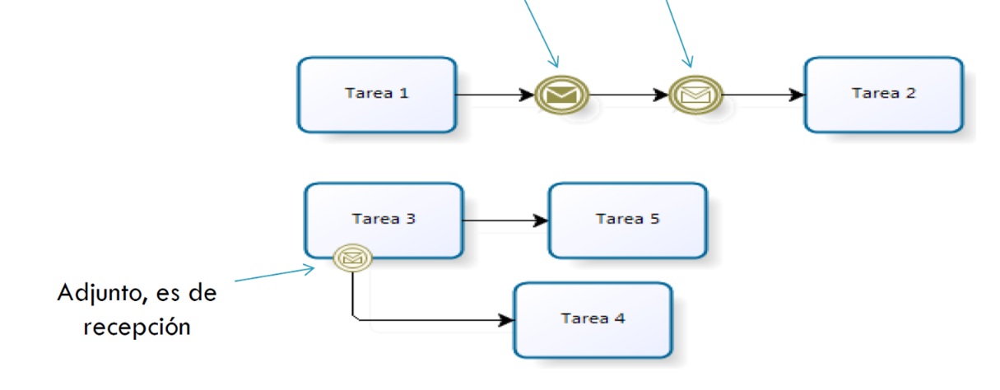 Tarea 1
Tarea 2
Tarea 3
Tarea 5
Adjunto, es de
recepción
Tarea 4